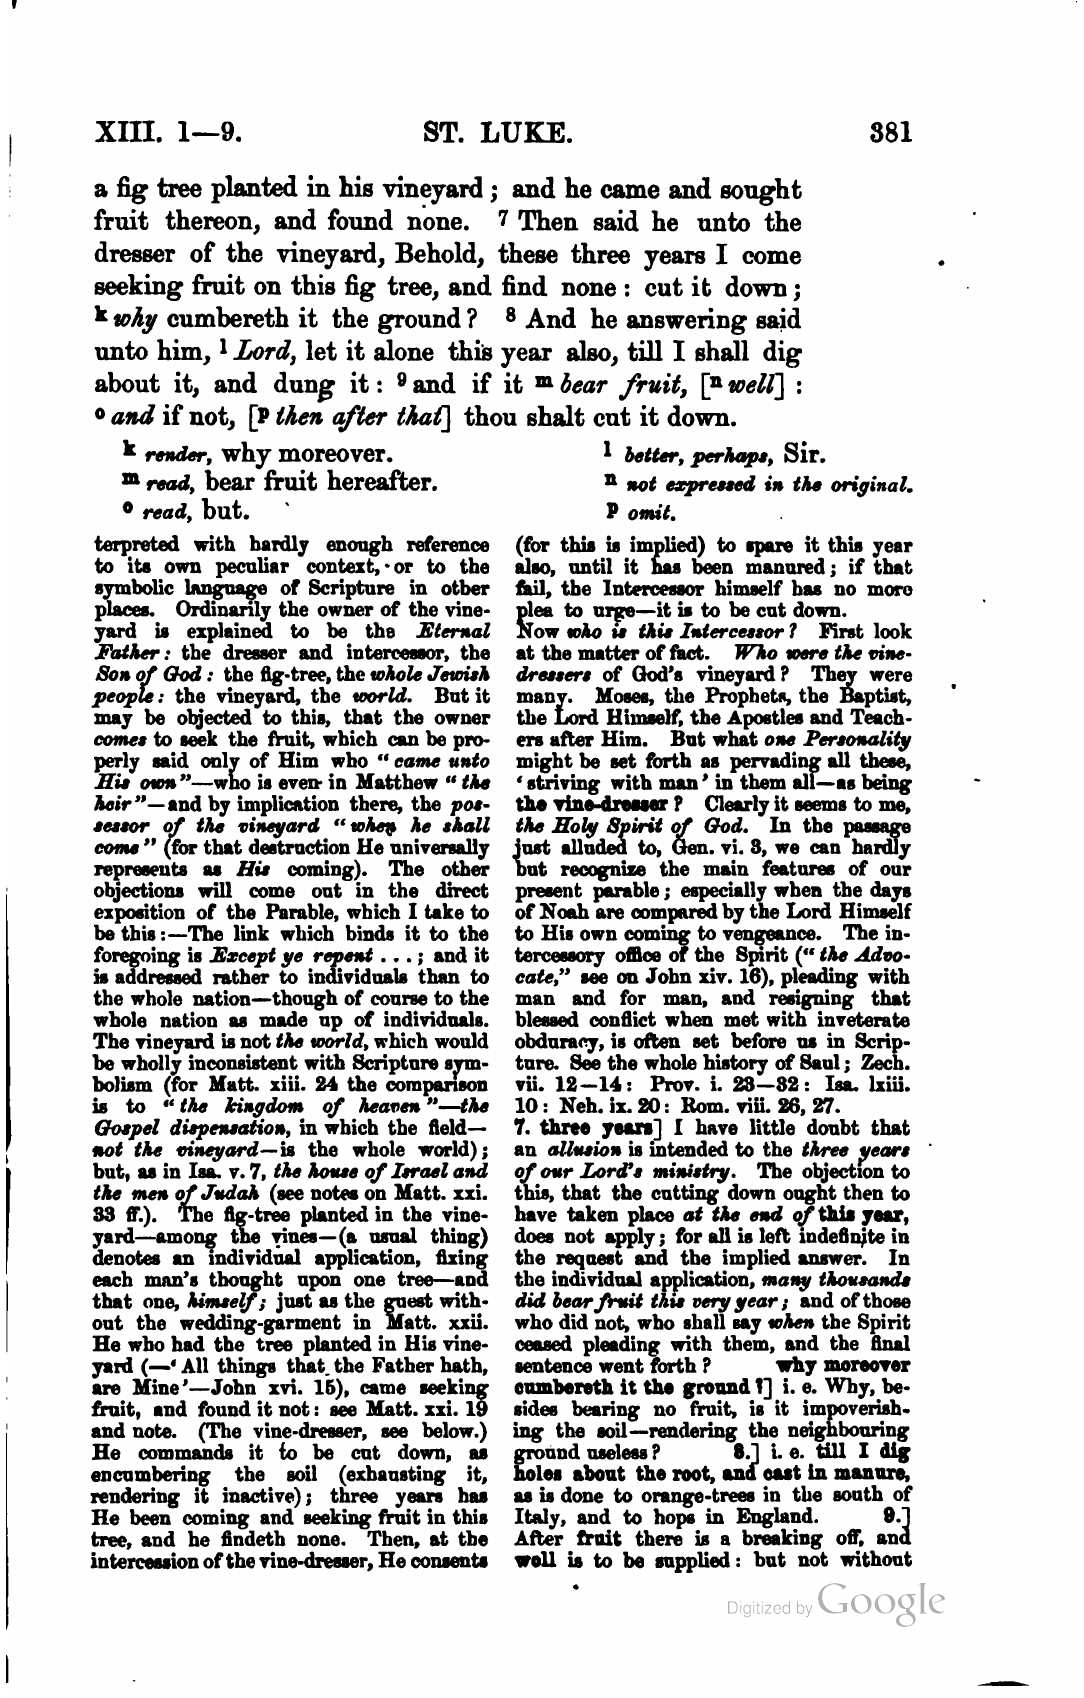 XIII. 1—9. ST. LUKE. 381
a fig tree planted in his vineyard ; and he came and sought
fruit thereon, and found none. 7 Then said he unto the
dresser of the vineyard, Behold, these three years I come
seeking fruit on this fig tree, and find none : cut it down ;
k why cumbereth it the ground ? 8 And he answering said
unto him, l Lord, let it alone this year also, till I shall dig
about it, and dung it : 9 and if it m bear fruit, [n well] :
o and if not, [p then after that] thou shalt cut it down.
k render, why moreover. l better, perhaps, Sir.
m read, bear fruit hereafter. n not expressed in the original.
o read, but. p omit.
terpreted with hardly enough reference
to its own peculiar context, or to the
symbolic language of Scripture in other
places. Ordinarily the owner of the vine-
yard is explained to be the Eternal
Father : the dresser and intercessor, the
Son of God : the fig-tree, the whole Jewish
people : the vineyard, the world. But it
may be objected to this, that the owner
comes to seek the fruit, which can be pro-
perly said only of Him who “ came unto
His own ”—who is even in Matthew “ the
heir ”—and by implication there, the pos-
sessor of the vineyard “ when he shall
come ” (for that destruction He universally
represents as His coming). The other
objections will come out in the direct
exposition of the Parable, which I take to
be this :—The link which binds it to the
foregoing is Except ye repent . . . ; and it
is addressed rather to individuals than to
the whole nation—though of course to the
whole nation as made up of individuals.
The vineyard is not the world, which would
be wholly inconsistent with Scripture sym-
bolism (for Matt. xiii. 24 the comparison
is to “ the kingdom of heaven ”—the
Gospel dispensation, in which the field—
not the vineyard—is the whole world) ;
but, as in Isa. v. 7, the house of Israel and
the men of Judah (see notes on Matt. xxi.
33 ff.). The fig-tree planted in the vine-
yard—among the vines—(a usual thing)
denotes an individual application, fixing
each man's thought upon one tree—and
that one, himself ; just as the guest with-
out the wedding-garment in Matt. xxii.
He who had the tree planted in His vine-
yard (—‘ All things that the Father hath,
are Mine ’—John xvi. 15), came seeking
fruit, and found it not : see Matt. xxi. 19
and note. (The vine-dresser, see below.)
He commands it to be cut down, as
encumbering the soil (exhausting it,
rendering it inactive) ; three years has
He been coming and seeking fruit in this
tree, and he findeth none. Then, at the
intercession of the vine-dresser, He consents
(for this is implied) to spare it this year
also, until it has been manured ; if that
fail, the Intercessor himself has no more
plea to urge—it is to be cut down.
Now who is this Intercessor ? First look
at the matter of fact. Who were the vine-
dressers of God's vineyard ? They were
many. Moses, the Prophets, the Baptist,
the Lord Himself, the Apostles and Teach-
ers after Him. But what one Personality
might be set forth as pervading all these,
‘ striving with man ’ in them all—as being
the vine-dresser ? Clearly it seems to me,
the Holy Spirit of God. In the passage
just alluded to, Gen. vi. 3, we can hardly
but recognize the main features of our
present parable ; especially when the days
of Noah are compared by the Lord Himself
to His own coming to vengeance. The in-
tercessory office of the Spirit (“ the Advo-
cate,” see on John xiv. 16), pleading with
man and for man, and resigning that
blessed conflict when met with inveterate
obduracy, is often set before us in Scrip-
ture. See the whole history of Saul ; Zech.
vii. 12—14 : Prov. i. 23—32 : Isa. lxiii.
10 : Neh. ix. 20 : Rom. viii. 26, 27.
7. three years] I have little doubt that
an allusion is intended to the three years
of our Lord's ministry. The objection to
this, that the cutting down ought then to
have taken place at the end of this year,
does not apply ; for all is left indefinite in
the request and the implied answer. In
the individual application, many thousands
did bear fruit this very year ; and of those
who did not, who shall say when the Spirit
ceased pleading with them, and the final
sentence went forth ? why moreover
cumbereth it the ground ?] i. e. Why, be-
sides bearing no fruit, is it impoverish-
ing the soil—rendering the neighbouring
ground useless ? 8.] i. e. till I dig
holes about the root, and cast in manure,
as is done to orange-trees in the south of
Italy, and to hops in England. 9.]
After fruit there is a breaking off, and
well is to be supplied : but not without
Digitized by Google